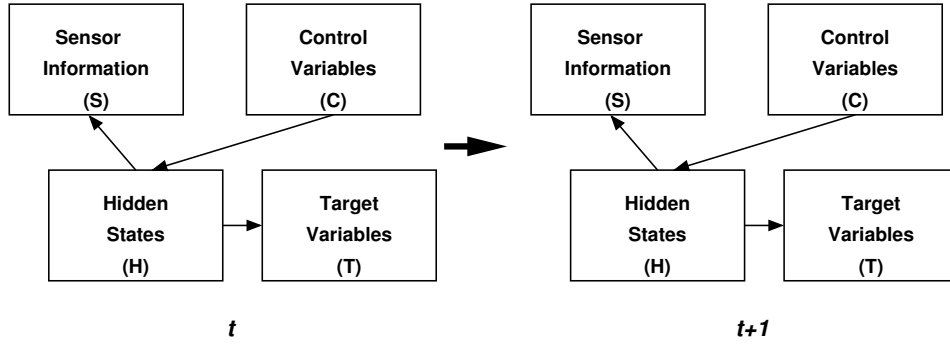 Sensor
Information
(S)
Control
Variables
(C)
Hidden
States
(H)
Target
Variables
(T)
t
Sensor
Information
(S)
Control
Variables
(C)
Hidden
States
(H)
Target
Variables
(T)
t+1